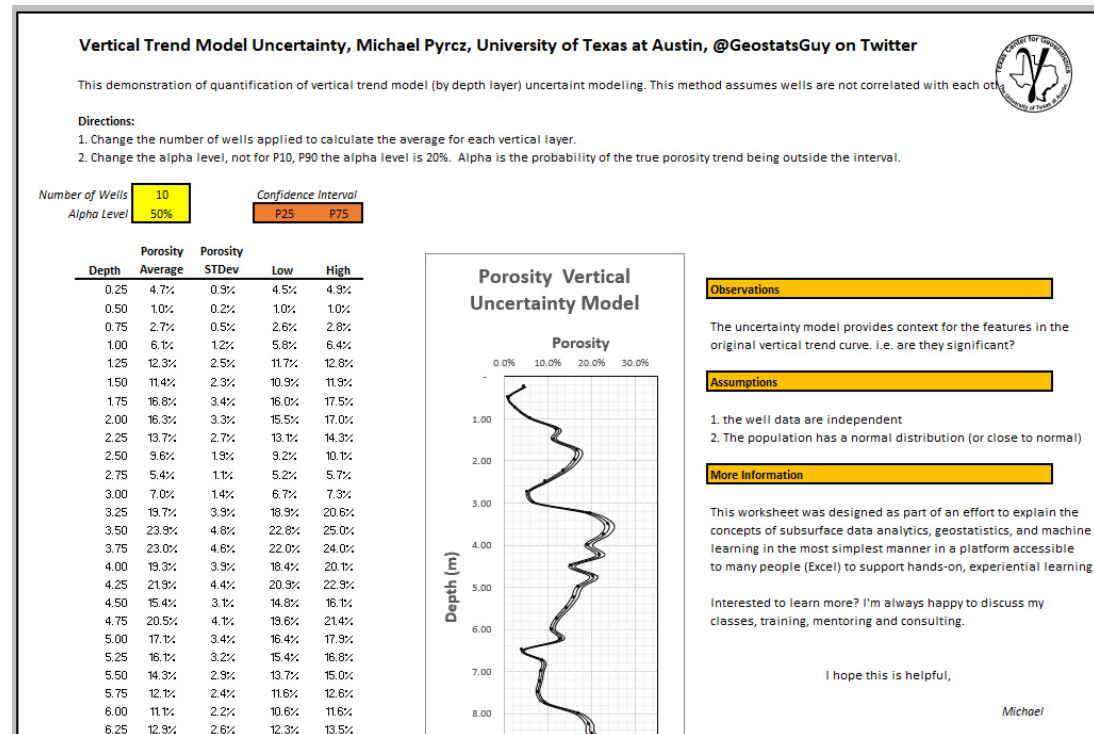 Vertical Trend Model Uncertainty, Michael Pyrcz, University of Texas at Austin, @GeostatsGuy on Twitter
Texas Center for Geostatistics
The University of Texas at Austin
This demonstration of quantification of vertical trend model (by depth layer) uncertaint modeling. This method assumes wells are not correlated with each oth
Directions:
1. Change the number of wells applied to calculate the average for each vertical layer.
2. Change the alpha level, not for P10, P90 the alpha level is 20%. Alpha is the probability of the true porosity trend being outside the interval.
Number of Wells 10 Confidence Interval
Alpha Level 50% P25 P75
Porosity Porosity
Depth Average STDev Low High
0.25 4.7% 0.9% 4.5% 4.9%
0.50 1.0% 0.2% 1.0% 1.0%
0.75 2.7% 0.5% 2.6% 2.8%
1.00 6.1% 1.2% 5.8% 6.4%
1.25 12.3% 2.5% 11.7% 12.8%
1.50 11.4% 2.3% 10.9% 11.9%
1.75 16.8% 3.4% 16.0% 17.5%
2.00 16.3% 3.3% 15.5% 17.0%
2.25 13.7% 2.7% 13.1% 14.3%
2.50 9.6% 1.9% 9.2% 10.1%
2.75 5.4% 1.1% 5.2% 5.7%
3.00 7.0% 1.4% 6.7% 7.3%
3.25 19.7% 3.9% 18.9% 20.6%
3.50 23.9% 4.8% 22.8% 25.0%
3.75 23.0% 4.6% 22.0% 24.0%
4.00 19.3% 3.9% 18.4% 20.1%
4.25 21.9% 4.4% 20.9% 22.9%
4.50 15.4% 3.1% 14.8% 16.1%
4.75 20.5% 4.1% 19.6% 21.4%
5.00 17.1% 3.4% 16.4% 17.9%
5.25 16.1% 3.2% 15.4% 16.8%
5.50 14.3% 2.9% 13.7% 15.0%
5.75 12.1% 2.4% 11.6% 12.6%
6.00 11.1% 2.2% 10.6% 11.6%
6.25 12.9% 2.6% 12.3% 13.5%
Porosity Vertical
Uncertainty Model
Porosity
0.0% 10.0% 20.0% 30.0%
-
1.00
2.00
3.00
4.00
5.00
6.00
7.00
8.00
Depth (m)
Observations
The uncertainty model provides context for the features in the
original vertical trend curve. i.e. are they significant?
Assumptions
1. the well data are independent
2. The population has a normal distribution (or close to normal)
More Information
This worksheet was designed as part of an effort to explain the
concepts of subsurface data analytics, geostatistics, and machine
learning in the most simplest manner in a platform accessible
to many people (Excel) to support hands-on, experiential learning.
Interested to learn more? I'm always happy to discuss my
classes, training, mentoring and consulting.
I hope this is helpful,
Michael